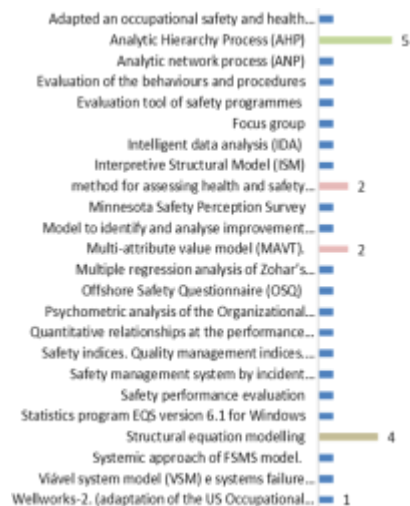 Adapted an occupational safety and health...
Analytic Hierarchy Process (AHP) 5
Analytic network process (ANP)
Evaluation of the behaviours and procedures
Evaluation tool of safety programmes
Focus group
Intelligent data analysis (IDA)
Interpretive Structural Model (ISM)
method for assessing health and safety... 2
Minnesota Safety Perception Survey
Model to identify and analyse improvement...
Multi-attribute value model (MAVT). 2
Multiple regression analysis of Zohar's...
Offshore Safety Questionnaire (OSQ)
Psychometric analysis of the Organizational...
Quantitative relationships at the performance...
Safety indices. Quality management indices....
Safety management system by incident...
Safety performance evaluation
Statistics program EQS version 6.1 for Windows
Structural equation modelling 4
Systemic approach of FSMS model.
Viável system model (VSM) e systems failure...
Wellworks-2. (adaptation of the US Occupational... 1